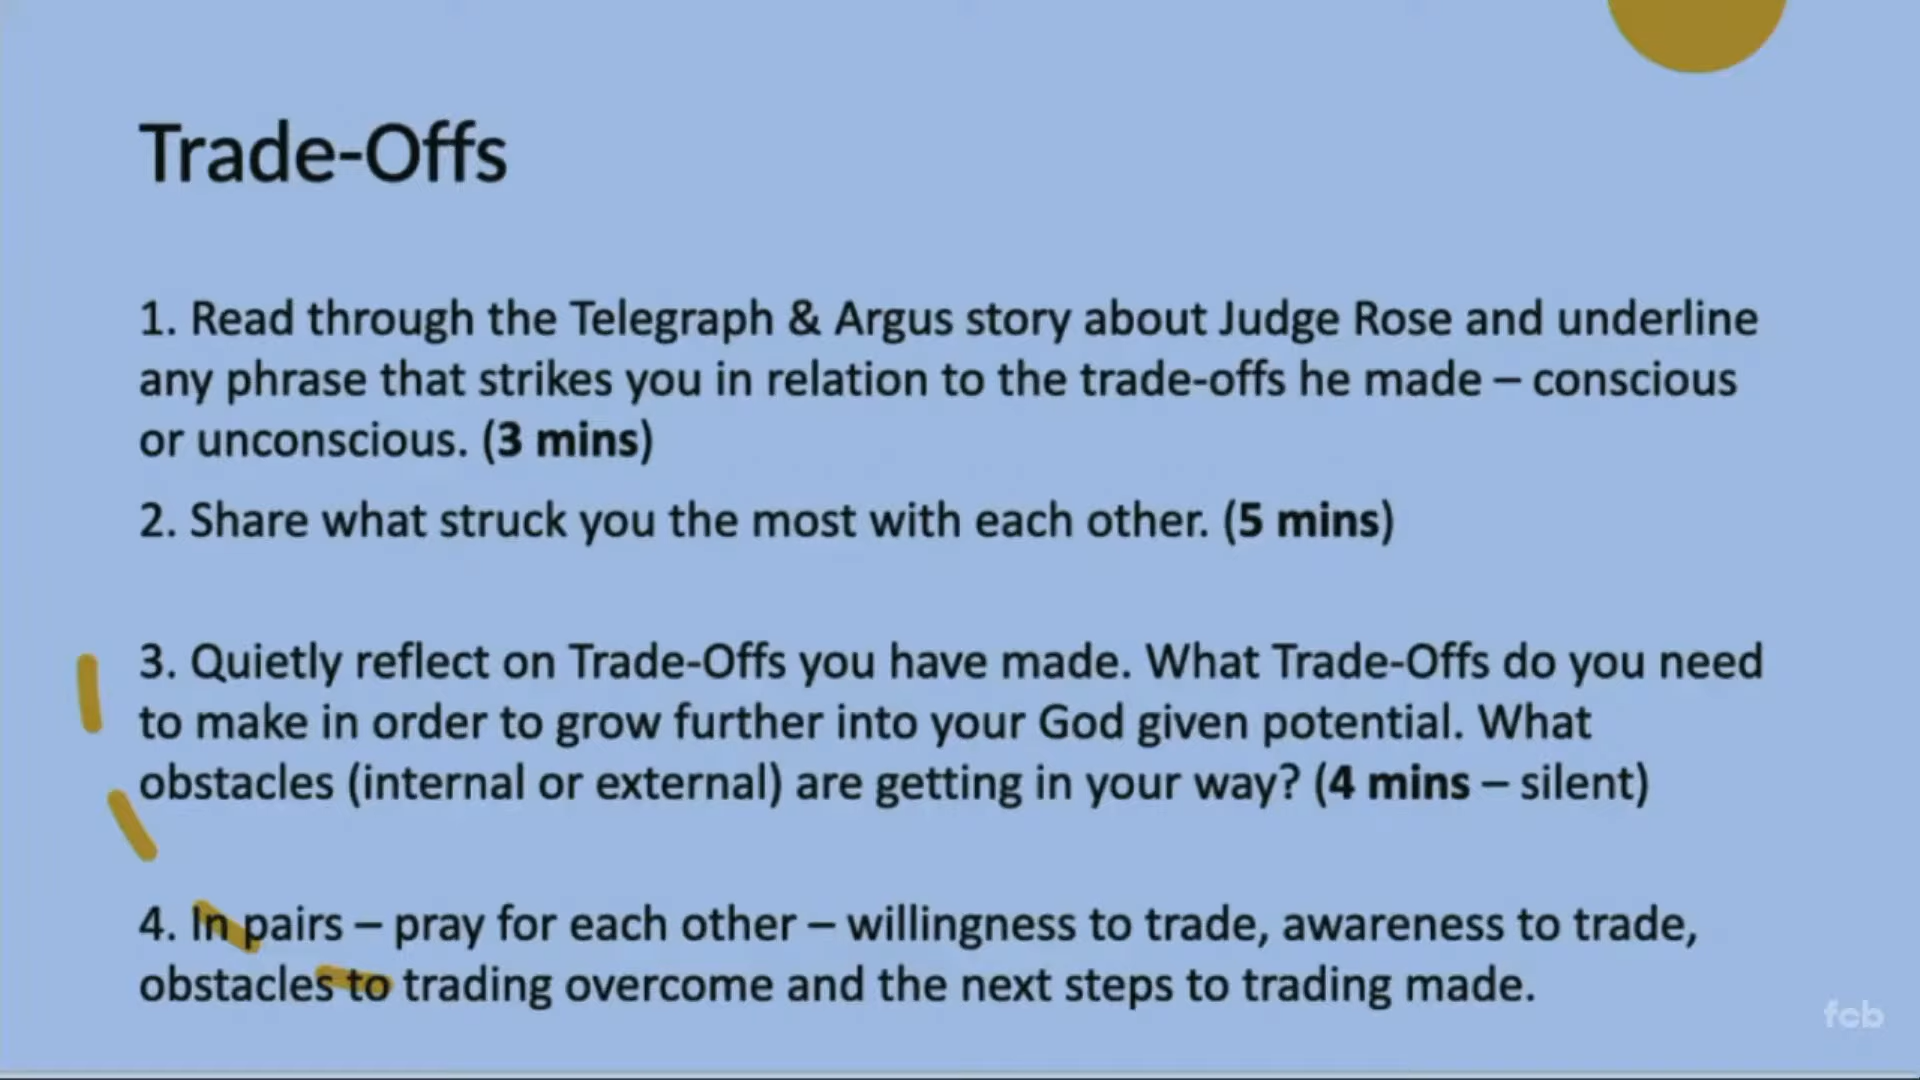 Trade-Offs
1. Read through the Telegraph & Argus story about Judge Rose and underline
any phrase that strikes you in relation to the trade-offs he made – conscious
or unconscious. (3 mins)
2. Share what struck you the most with each other. (5 mins)
3. Quietly reflect on Trade-Offs you have made. What Trade-Offs do you need
to make in order to grow further into your God given potential. What
obstacles (internal or external) are getting in your way? (4 mins – silent)
4. In pairs – pray for each other – willingness to trade, awareness to trade,
obstacles to trading overcome and the next steps to trading made.
fcb